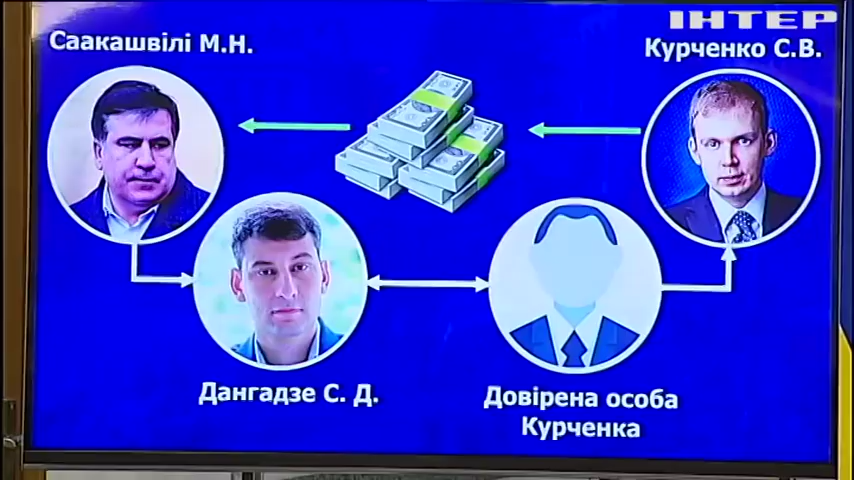 ІНТЕР
Саакашвілі М.Н.
Курченко С.В.
Дангадзе С. Д.
Довірена особа
Курченка